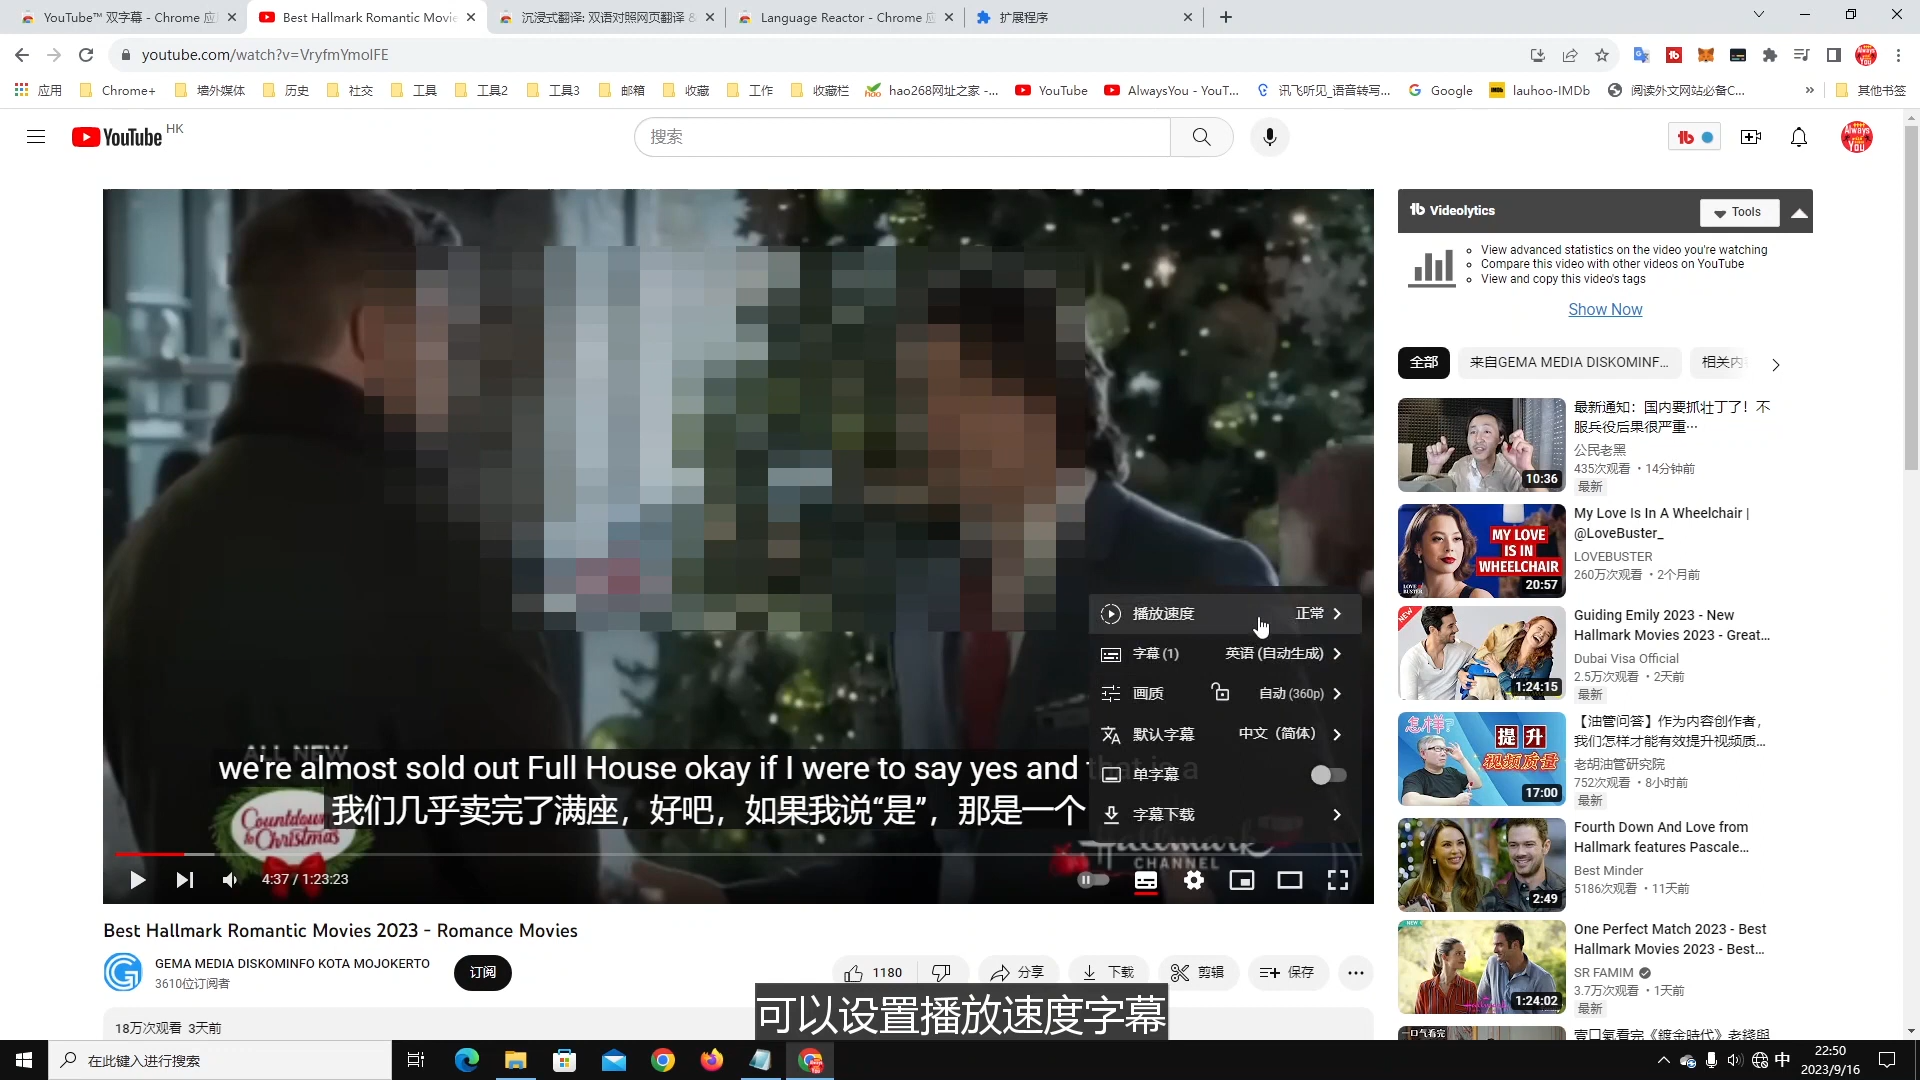 YouTube™ 双字幕 - Chrome 应
Best Hallmark Romantic Movie
沉浸式翻译: 双语对照网页翻译 &
Language Reactor - Chrome 应
扩展程序
youtube.com/watch?v=VryfmYmolFE
应用
Chrome+
墙外媒体
历史
社交
工具
工具2
工具3
邮箱
收藏
工作
收藏栏
hao268网址之家 -...
YouTube
AlwaysYou - YouT...
讯飞听见_语音转写...
Google
lauhoo-IMDb
阅读外文网站必备C...
其他书签
YouTube HK
搜索
Always You
Videolytics
Tools
View advanced statistics on the video you're watching
Compare this video with other videos on YouTube
View and copy this video's tags
Show Now
全部
来自GEMA MEDIA DISKOMINF...
相关内
播放速度 正常
字幕 (1) 英语 (自动生成)
画质 自动 (360p)
默认字幕 中文（简体）
单字幕
字幕下载
ALL NEW
we're almost sold out Full House okay if I were to say yes and that is a
我们几乎卖完了满座，好吧，如果我说“是”，那是一个
Countdown to Christmas
Hallmark
CHANNEL
4:37 / 1:23:23
Best Hallmark Romantic Movies 2023 - Romance Movies
GEMA MEDIA DISKOMINFO KOTA MOJOKERTO
3610位订阅者
订阅
1180
分享
下载
剪辑
保存
18万次观看 3天前
可以设置播放速度字幕
10:36
最新通知：国内要抓壮丁了！不
服兵役后果很严重…
公民老黑
435次观看 • 14分钟前
最新
MY LOVE
IS IN
WHEELCHAIR
20:57
My Love Is In A Wheelchair |
@LoveBuster_
LOVEBUSTER
260万次观看 • 2个月前
NEW
1:24:15
Guiding Emily 2023 - New
Hallmark Movies 2023 - Great...
Dubai Visa Official
2.5万次观看 • 2天前
最新
怎样?
提升
视频质量
17:00
【油管问答】作为内容创作者，
我们怎样才能有效提升视频质...
老胡油管研究院
752次观看 • 8小时前
最新
2:49
Fourth Down And Love from
Hallmark features Pascale...
Best Minder
5186次观看 • 11天前
1:24:02
One Perfect Match 2023 - Best
Hallmark Movies 2023 - Best...
SR FAMIM
3.7万次观看 • 1天前
最新
一口气看完
在此键入进行搜索
中
22:50
2023/9/16